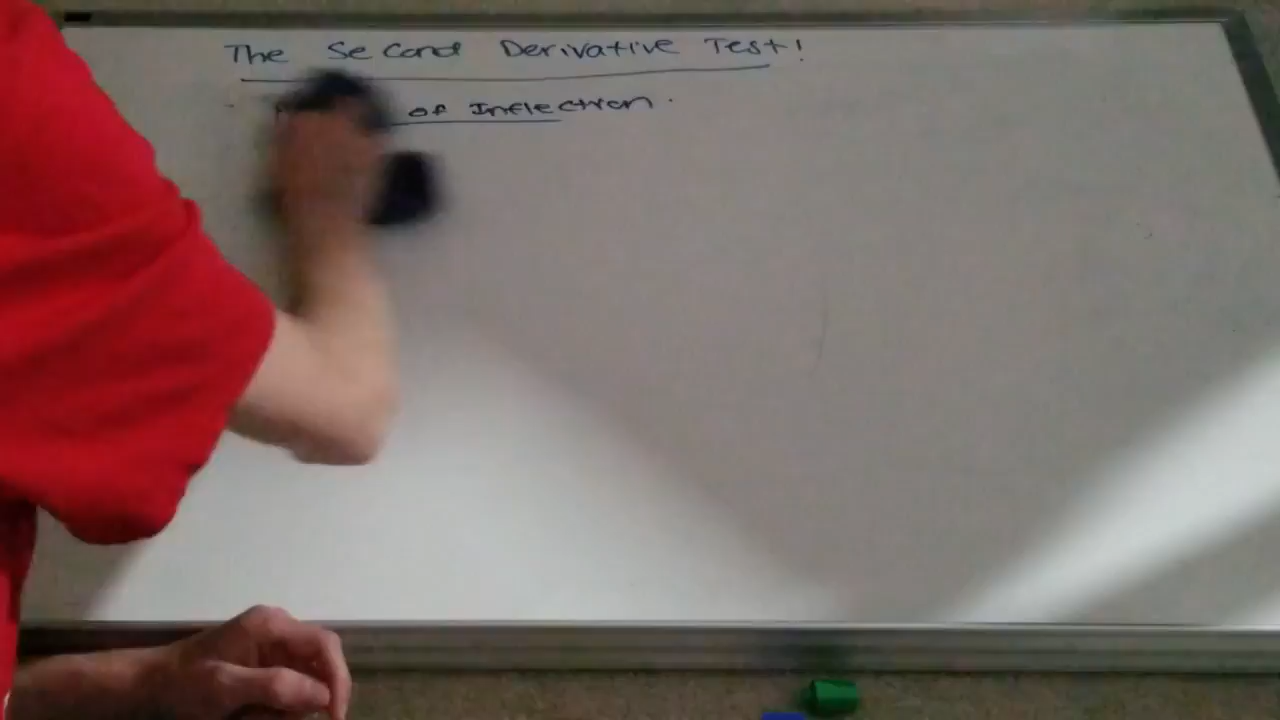 The Second Derivative Test!
of Inflection.